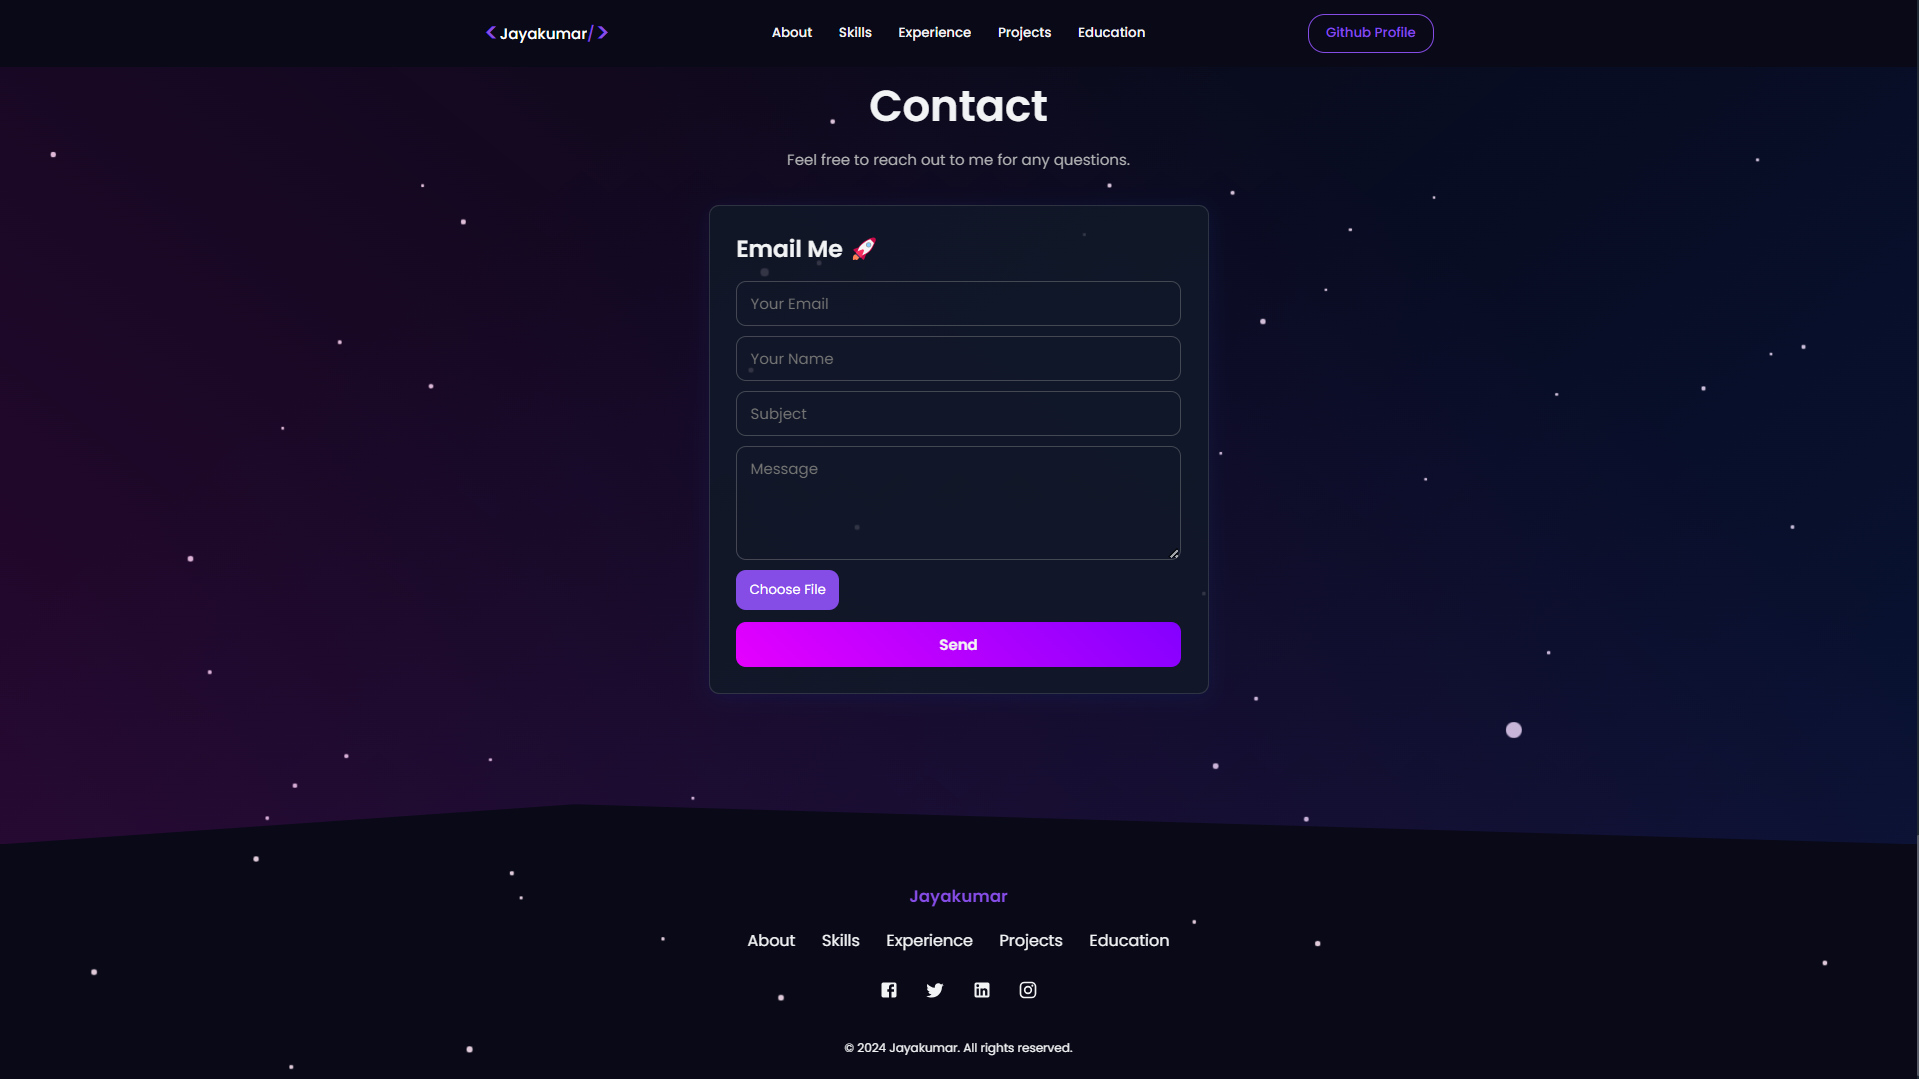 <Jayakumar/>
About Skills Experience Projects Education
Github Profile
Contact
Feel free to reach out to me for any questions.
Email Me 🚀
Your Email
Your Name
Subject
Message
Choose File
Send
Jayakumar
About Skills Experience Projects Education
© 2024 Jayakumar. All rights reserved.